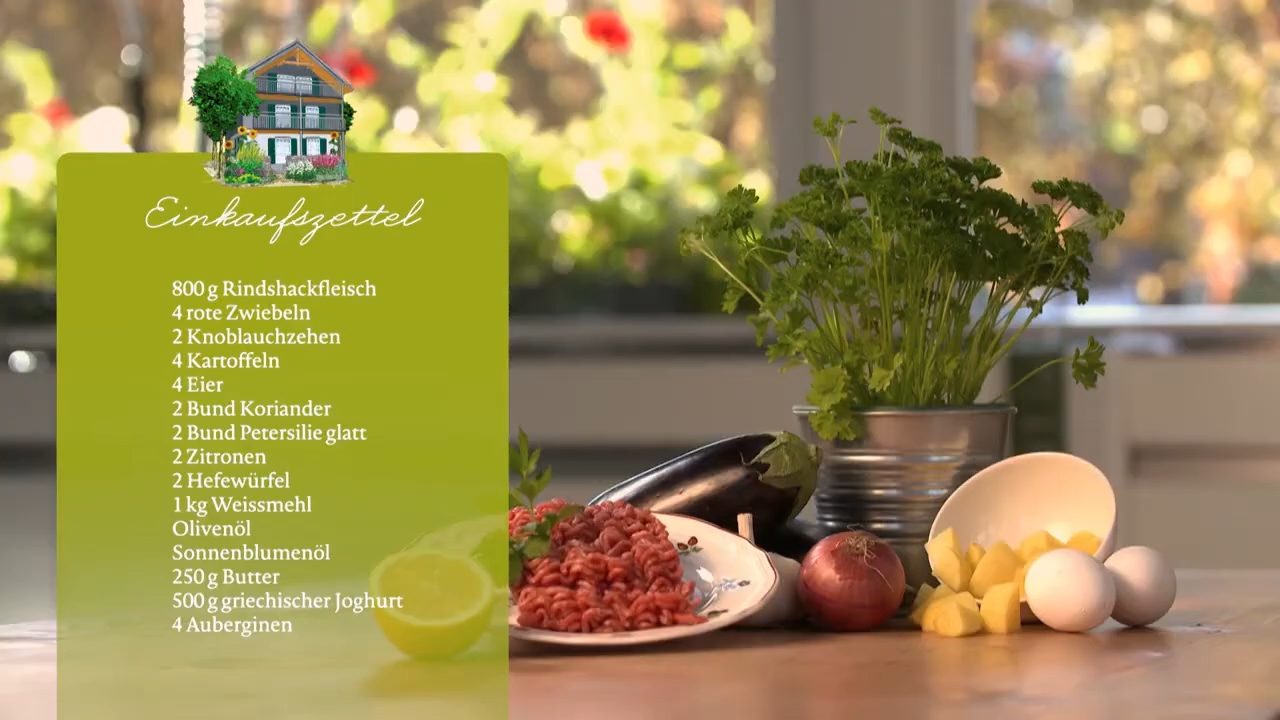 Einkaufszettel
800 g Rindshackfleisch
4 rote Zwiebeln
2 Knoblauchzehen
4 Kartoffeln
4 Eier
2 Bund Koriander
2 Bund Petersilie glatt
2 Zitronen
2 Hefewürfel
1 kg Weissmehl
Olivenöl
Sonnenblumenöl
250 g Butter
500 g griechischer Joghurt
4 Auberginen